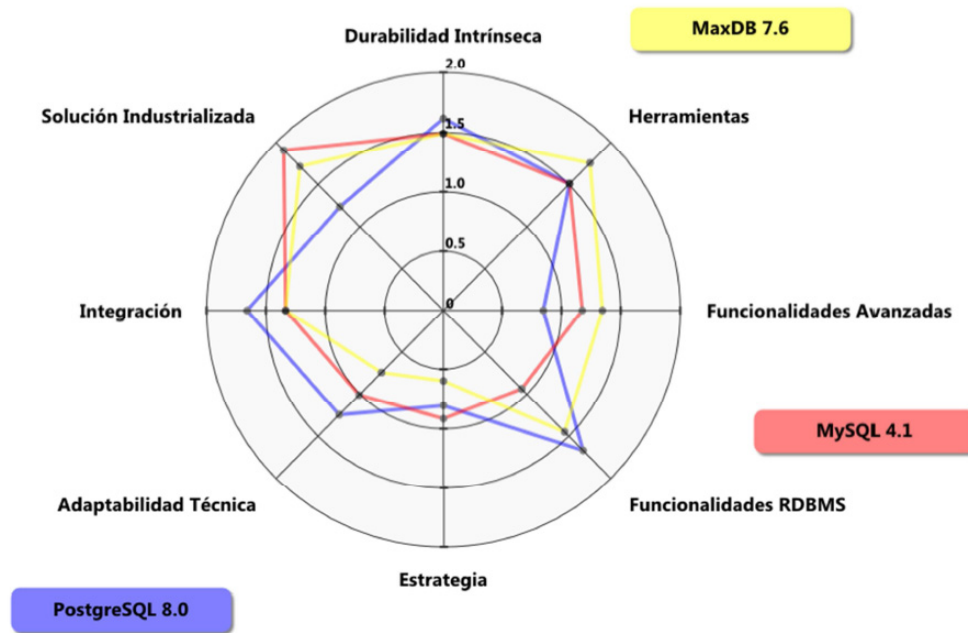 MaxDB 7.6
Durabilidad Intrínseca
2.0
Solución Industrializada
Herramientas
1.5
1.0
0.5
0
Integración
Funcionalidades Avanzadas
MySQL 4.1
Adaptabilidad Técnica
Funcionalidades RDBMS
Estrategia
PostgreSQL 8.0